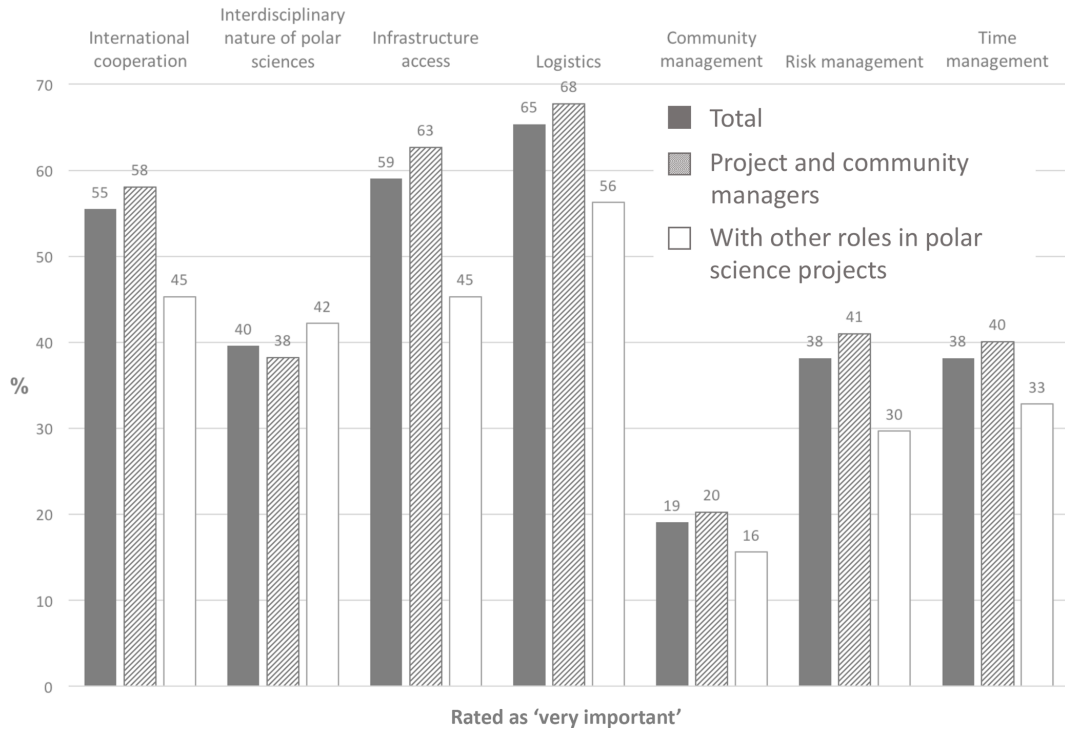 International
cooperation
Interdisciplinary
nature of polar
sciences
Infrastructure
access
Logistics
Community
management
Risk management
Time
management
70
60
50
40
30
20
10
0
%
55
58
45
40
38
42
59
63
45
65
68
56
19
20
16
38
41
30
38
40
33
Total
Project and community
managers
With other roles in polar
science projects
Rated as ‘very important’